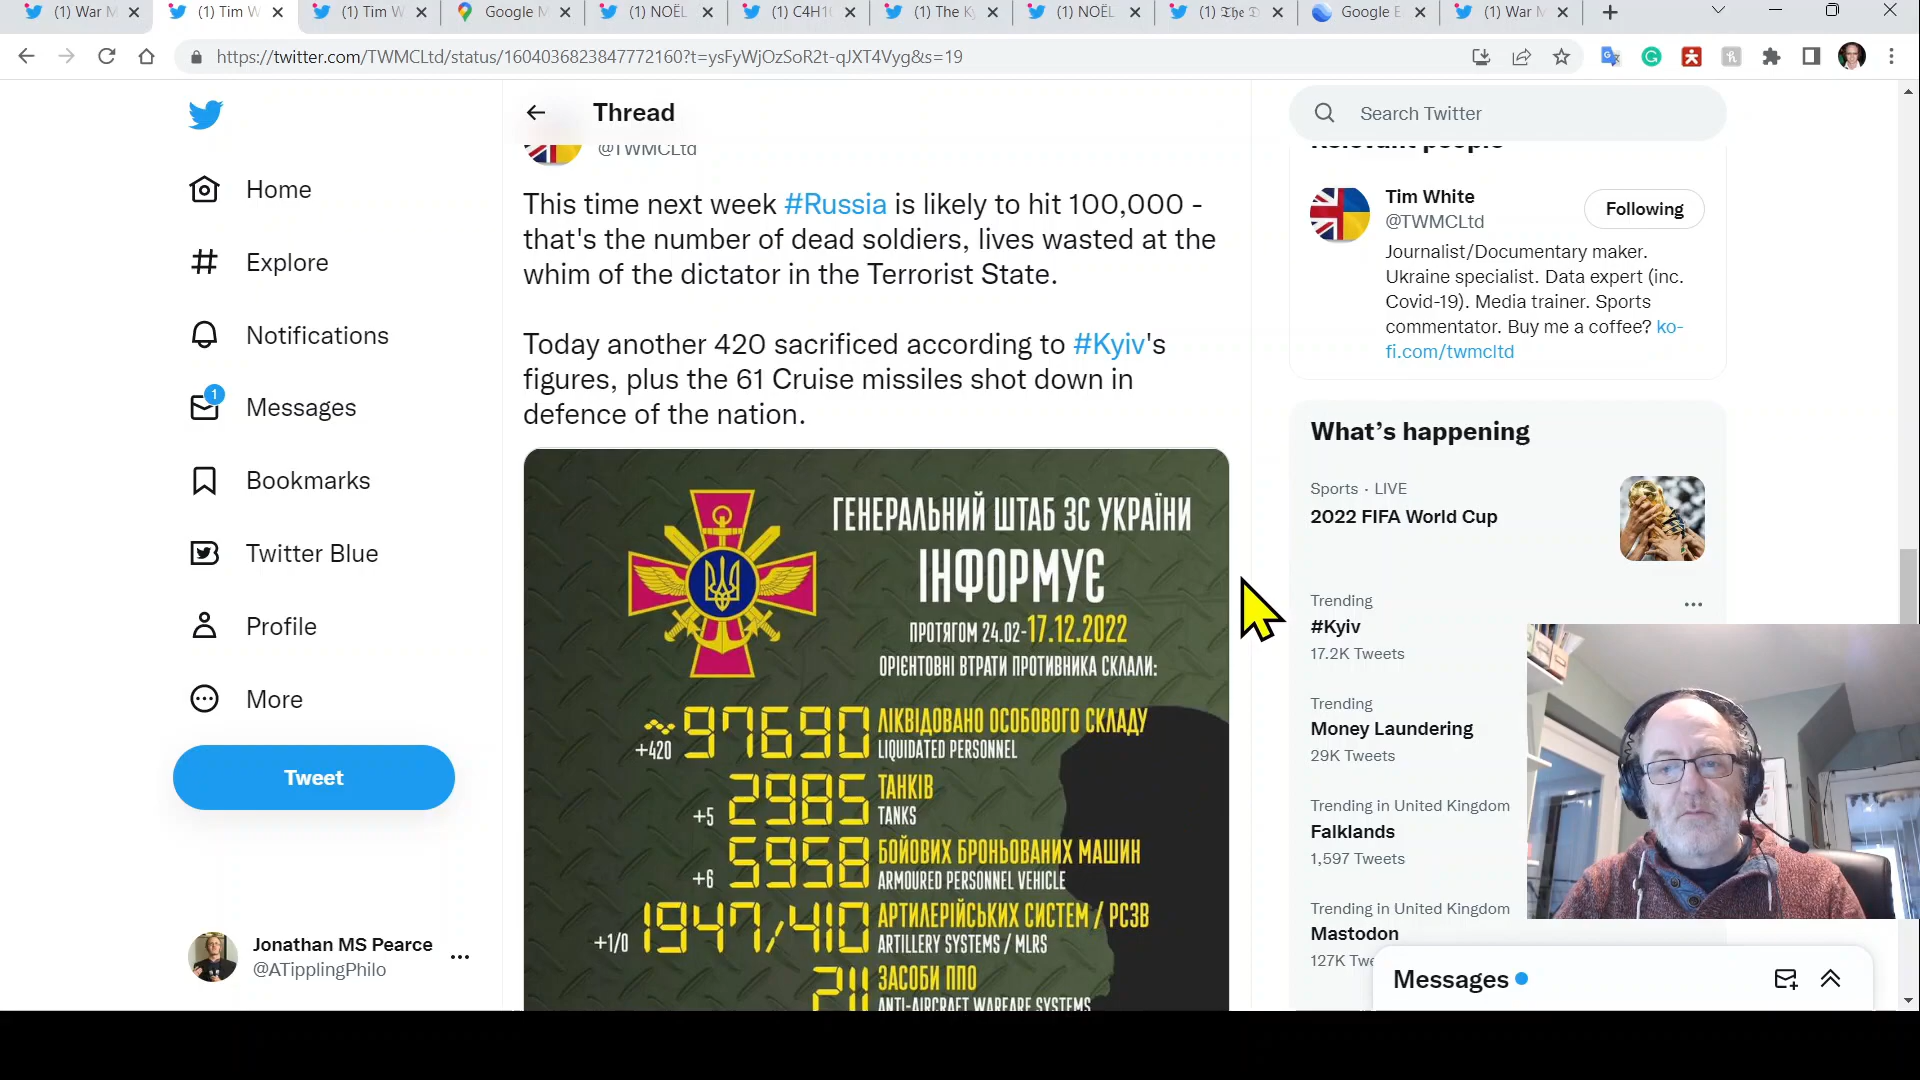 (1) War M
(1) Tim W
(1) Tim W
Google M
(1) NOËL
(1) C4H1
(1) The K
(1) NOËL
(1) 𝔗𝔥𝔢 𝔇
Google E
(1) War M
https://twitter.com/TWMCLtd/status/1604036823847772160?t=ysFyWjOzSoR2t-qJXT4Vyg&s=19
Home
Explore
Notifications
1
Messages
Bookmarks
Twitter Blue
Profile
More
Tweet
Jonathan MS Pearce
@ATipplingPhilo
Thread
@TWMCLtd
This time next week #Russia is likely to hit 100,000 -
that's the number of dead soldiers, lives wasted at the
whim of the dictator in the Terrorist State.
Today another 420 sacrificed according to #Kyiv's
figures, plus the 61 Cruise missiles shot down in
defence of the nation.
ГЕНЕРАЛЬНИЙ ШТАБ ЗС УКРАЇНИ
ІНФОРМУЄ
ПРОТЯГОМ 24.02-17.12.2022
ОРІЄНТОВНІ ВТРАТИ ПРОТИВНИКА СКЛАЛИ:
~97690 ЛІКВІДОВАНО ОСОБОВОГО СКЛАДУ
+420 LIQUIDATED PERSONNEL
2985 ТАНКІВ
+5 TANKS
5958 БОЙОВИХ БРОНЬОВАНИХ МАШИН
+6 ARMOURED PERSONNEL VEHICLE
1947/410 АРТИЛЕРІЙСЬКИХ СИСТЕМ / РСЗВ
+1/0 ARTILLERY SYSTEMS / MLRS
211 ЗАСОБИ ППО
ANTI-AIRCRAFT WARFARE SYSTEMS
Search Twitter
Relevant people
Tim White
@TWMCLtd
Following
Journalist/Documentary maker.
Ukraine specialist. Data expert (inc.
Covid-19). Media trainer. Sports
commentator. Buy me a coffee? ko-
fi.com/twmcltd
What's happening
Sports · LIVE
2022 FIFA World Cup
Trending
#Kyiv
17.2K Tweets
Trending
Money Laundering
29K Tweets
Trending in United Kingdom
Falklands
1,597 Tweets
Trending in United Kingdom
Mastodon
127K Twe
Messages